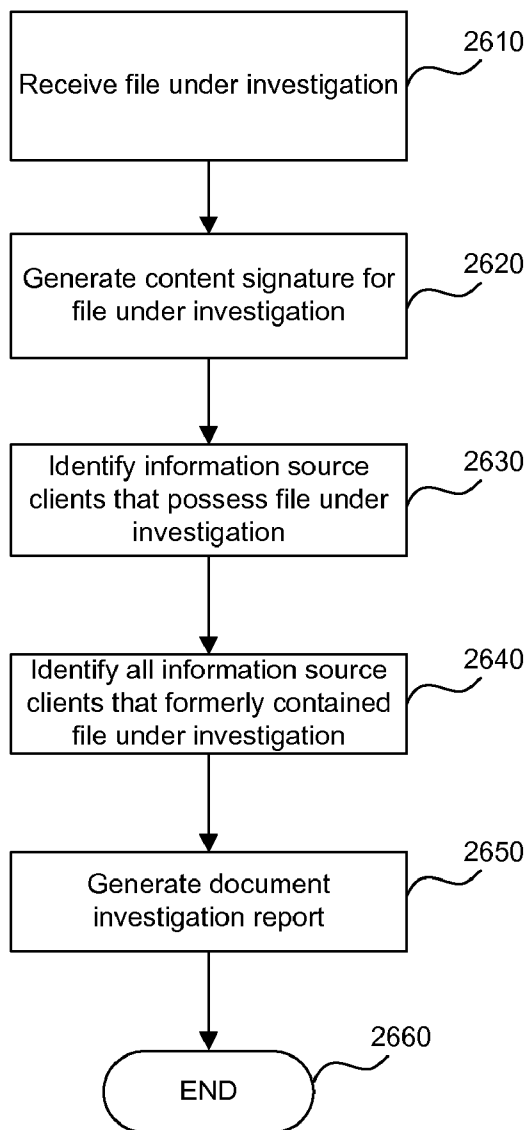 2610
Receive file under investigation
2620
Generate content signature for
file under investigation
2630
Identify information source
clients that possess file under
investigation
2640
Identify all information source
clients that formerly contained
file under investigation
2650
Generate document
investigation report
2660
END